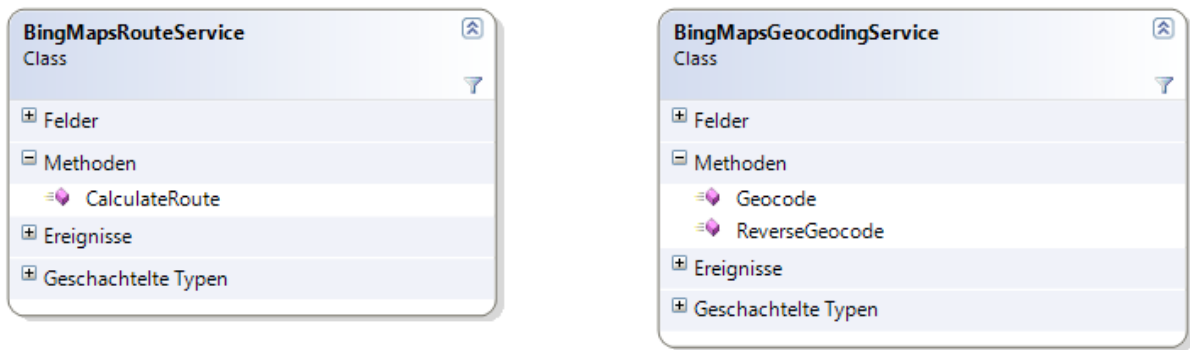 BingMapsRouteService
Class
Felder
Methoden
CalculateRoute
Ereignisse
Geschachtelte Typen
BingMapsGeocodingService
Class
Felder
Methoden
Geocode
ReverseGeocode
Ereignisse
Geschachtelte Typen